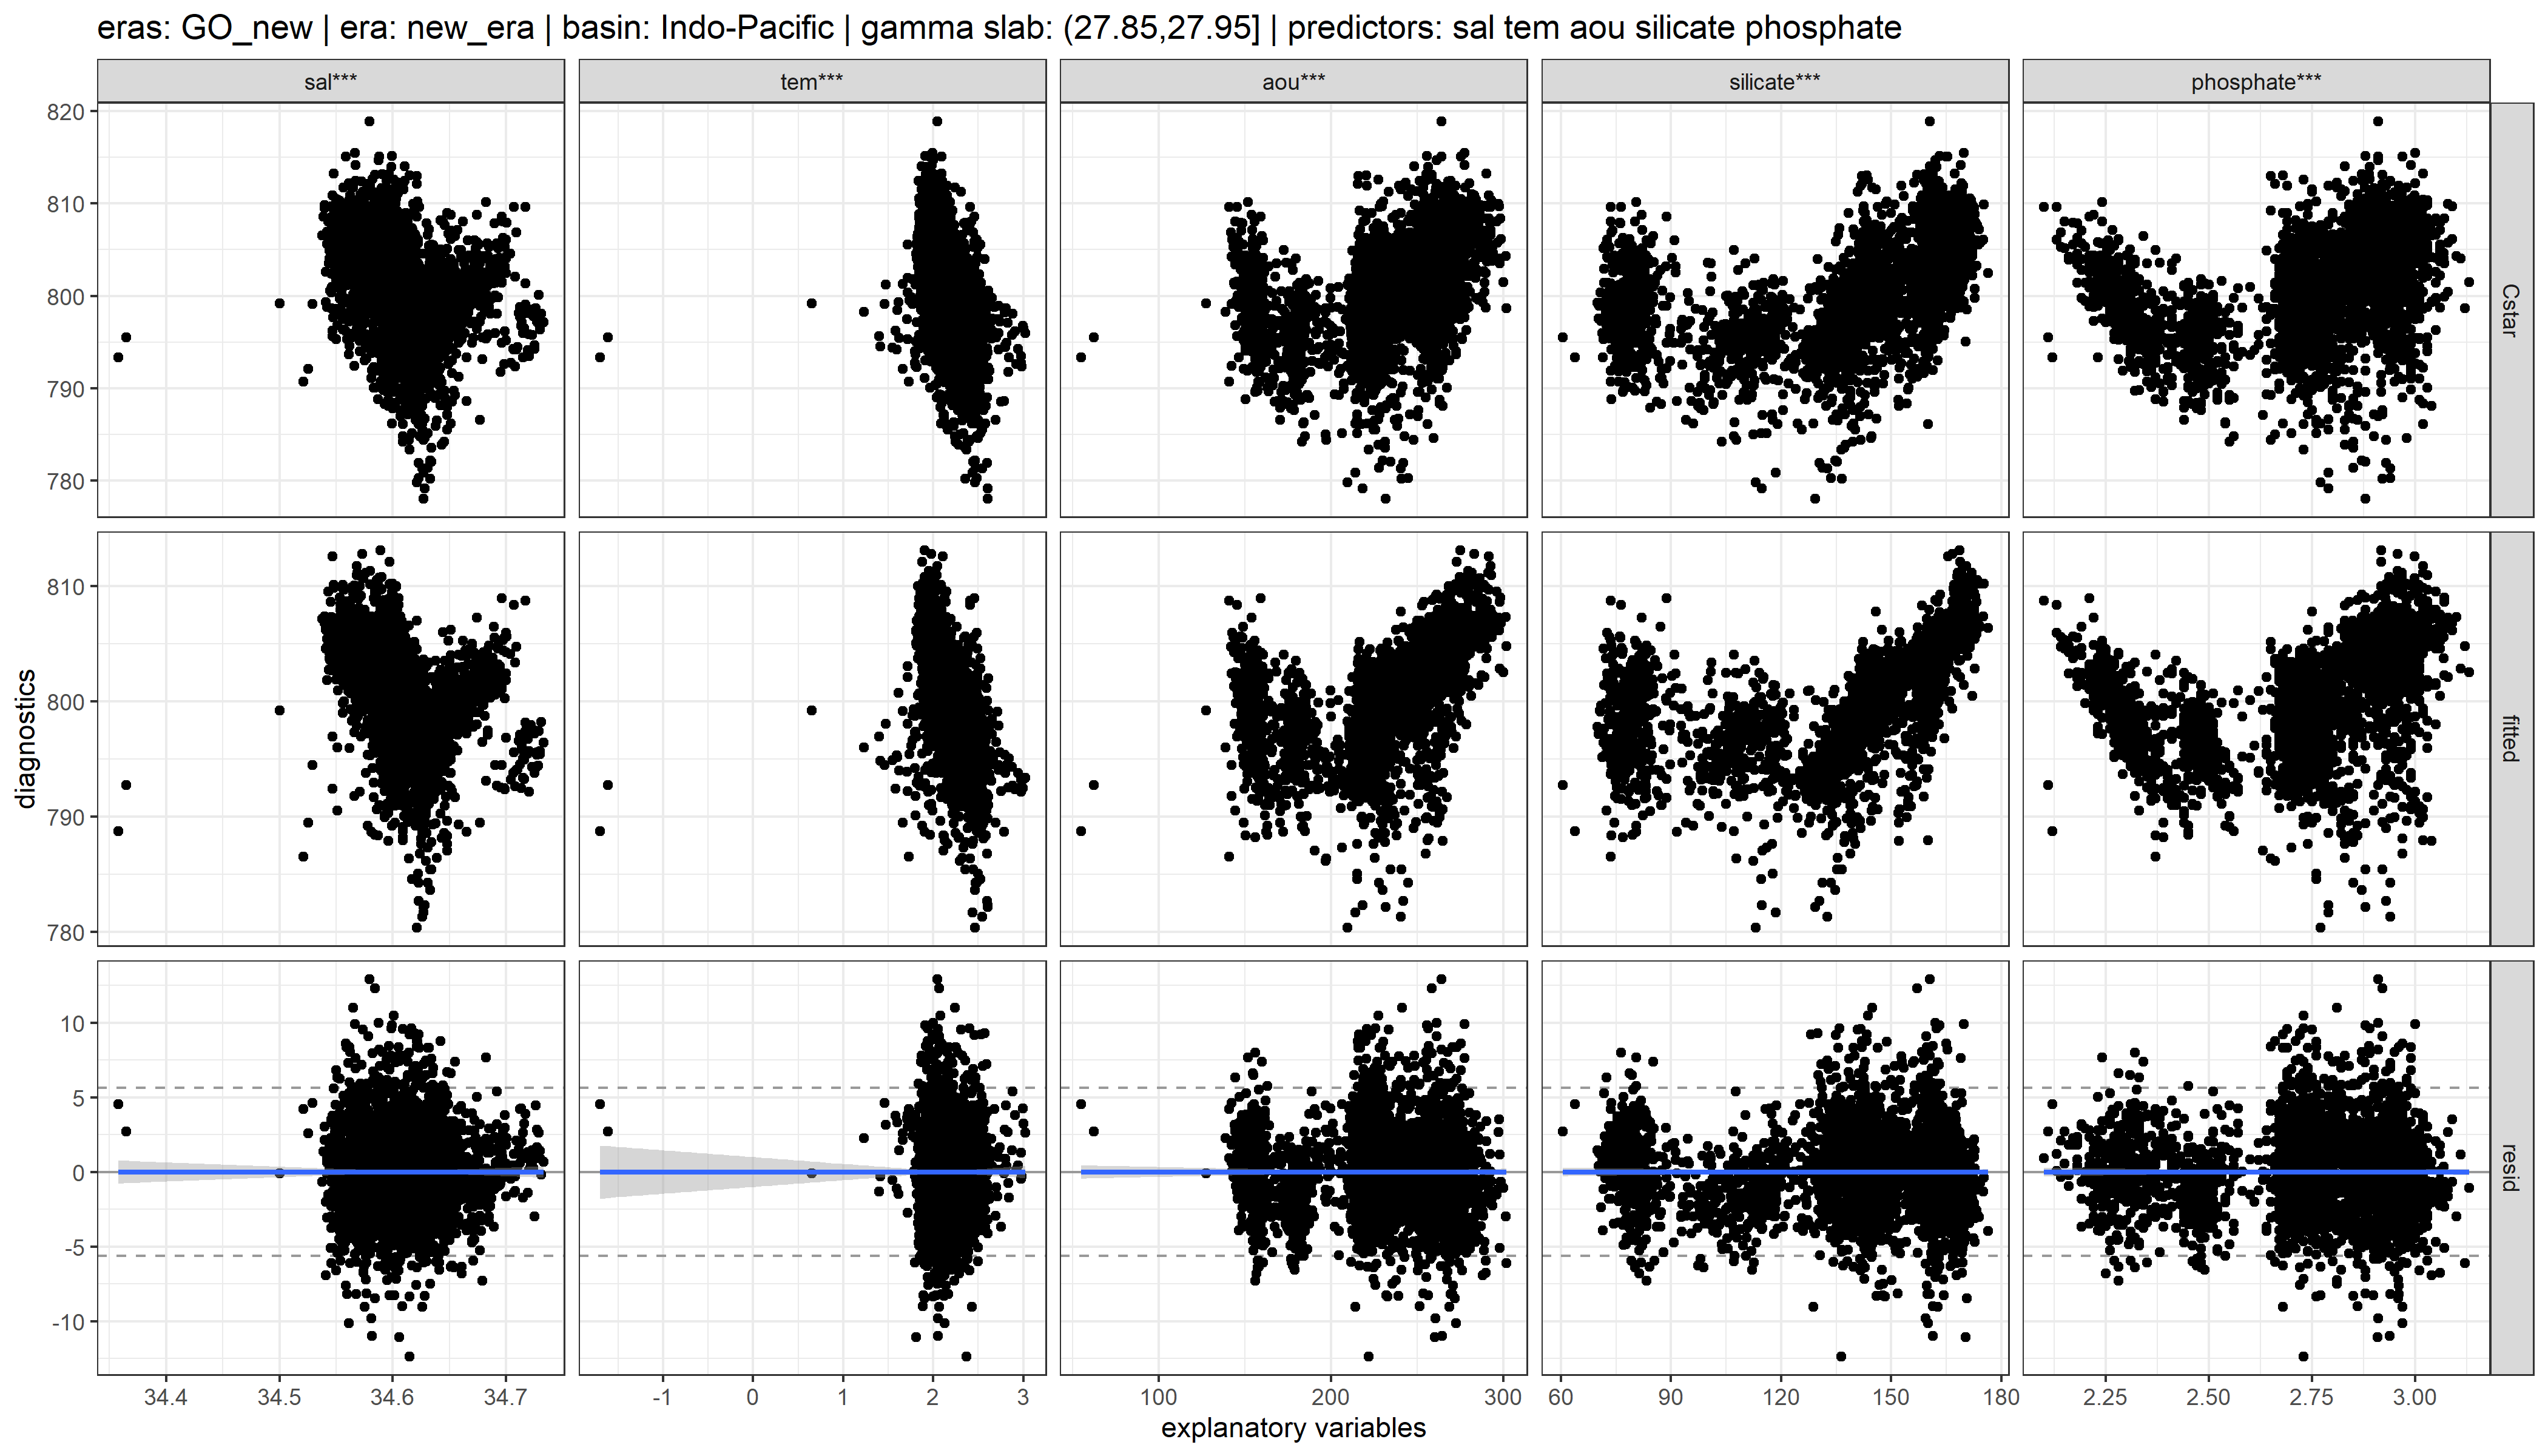 eras: GO_new | era: new_era | basin: Indo-Pacific | gamma slab: (27.85,27.95] | predictors: sal tem aou silicate phosphate
sal*** tem*** aou*** silicate*** phosphate***
820
810
800
790
780
Cstar
810
800
790
780
fitted
diagnostics
10
5
0
-5
-10
resid
34.4 34.5 34.6 34.7 -1 0 1 2 3 100 200 300 60 90 120 150 180 2.25 2.50 2.75 3.00
explanatory variables